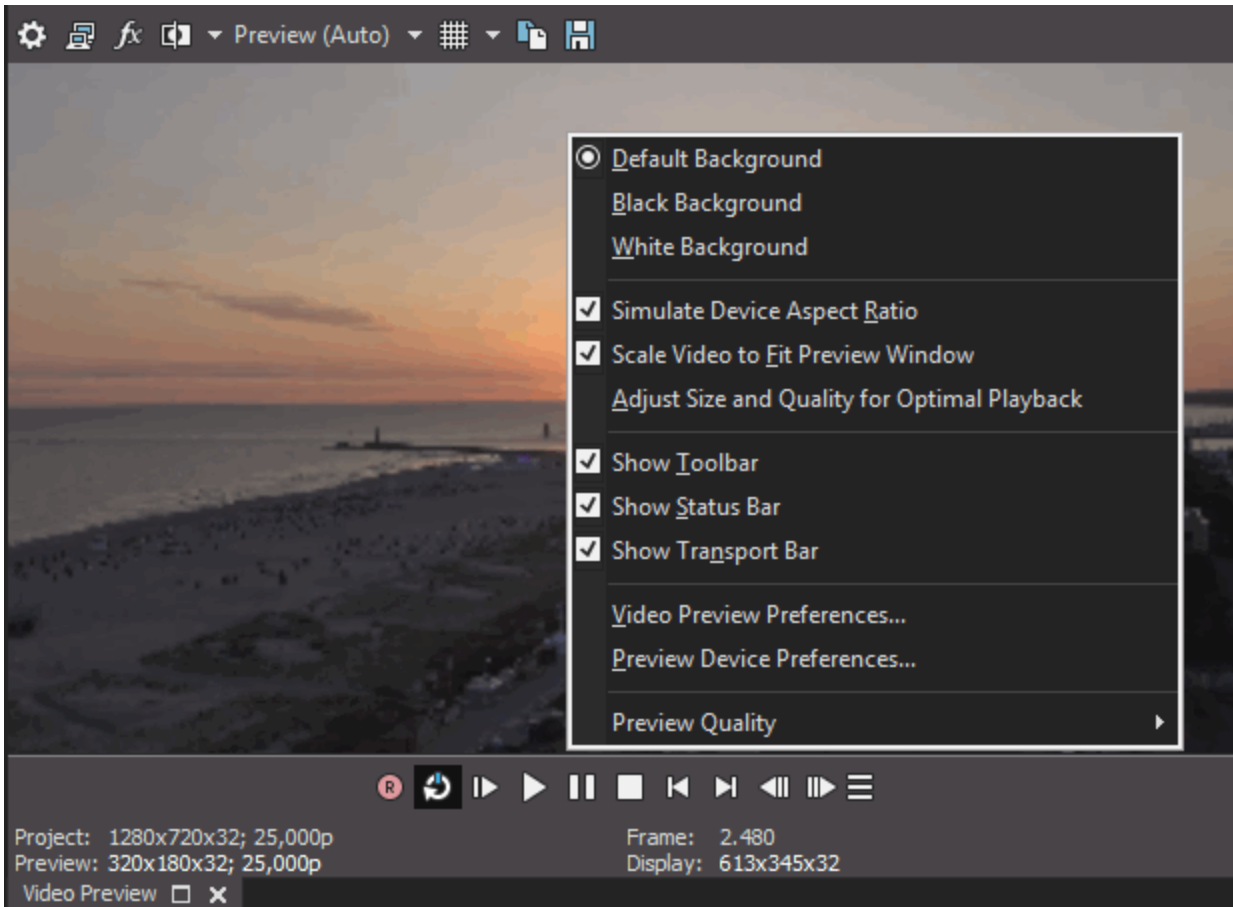 fx Preview (Auto)
Default Background
Black Background
White Background
Simulate Device Aspect Ratio
Scale Video to Fit Preview Window
Adjust Size and Quality for Optimal Playback
Show Toolbar
Show Status Bar
Show Transport Bar
Video Preview Preferences...
Preview Device Preferences...
Preview Quality
R
Project: 1280x720x32; 25,000p Frame: 2.480
Preview: 320x180x32; 25,000p Display: 613x345x32
Video Preview